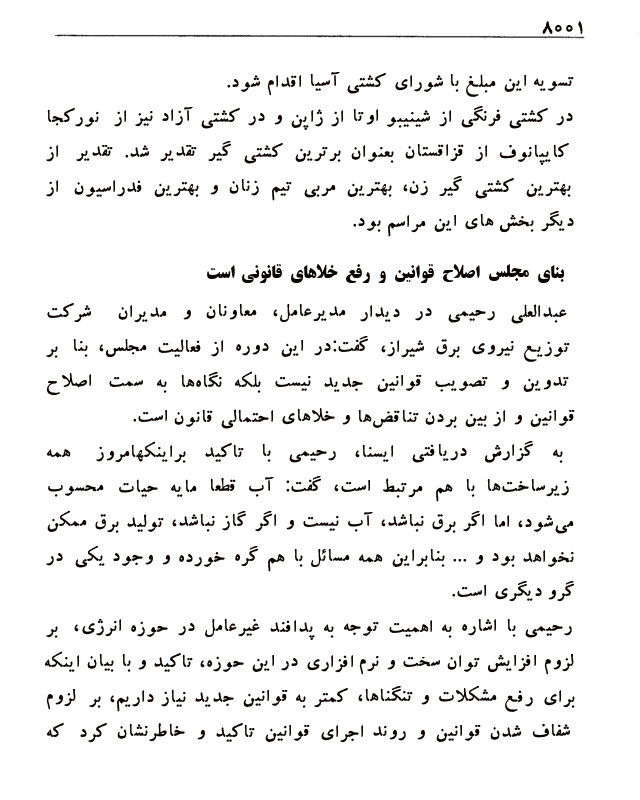 ۸۰۰۱
تسویه این مبلغ با شورای کشتی آسیا اقدام شود.
در کشتی فرنگی از شینیبو اوتا از ژاپن و در کشتی آزاد نیز از نورکجا
کایپانوف از قزاقستان بعنوان برترین کشتی گیر تقدیر شد. تقدیر از
بهترین کشتی گیر زن، بهترین مربی تیم زنان و بهترین فدراسیون از
دیگر بخش های این مراسم بود.
بنای مجلس اصلاح قوانین و رفع خلاهای قانونی است
عبدالعلی رحیمی در دیدار مدیرعامل، معاونان و مدیران شرکت
توزیع نیروی برق شیراز، گفت:در این دوره از فعالیت مجلس، بنا بر
تدوین و تصویب قوانین جدید نیست بلکه نگاه‌ها به سمت اصلاح
قوانین و از بین بردن تناقض‌ها و خلاهای احتمالی قانون است.
به گزارش دریافتی ایسنا، رحیمی با تاکید براینکهامروز همه
زیرساخت‌ها با هم مرتبط است، گفت: آب قطعا مایه حیات محسوب
می‌شود، اما اگر برق نباشد، آب نیست و اگر گاز نباشد، تولید برق ممکن
نخواهد بود و ... بنابراین همه مسائل با هم گره خورده و وجود یکی در
گرو دیگری است.
رحیمی با اشاره به اهمیت توجه به پدافند غیرعامل در حوزه انرژی، بر
لزوم افزایش توان سخت و نرم افزاری در این حوزه، تاکید و با بیان اینکه
برای رفع مشکلات و تنگناها، کمتر به قوانین جدید نیاز داریم، بر لزوم
شفاف شدن قوانین و روند اجرای قوانین تاکید و خاطرنشان کرد که